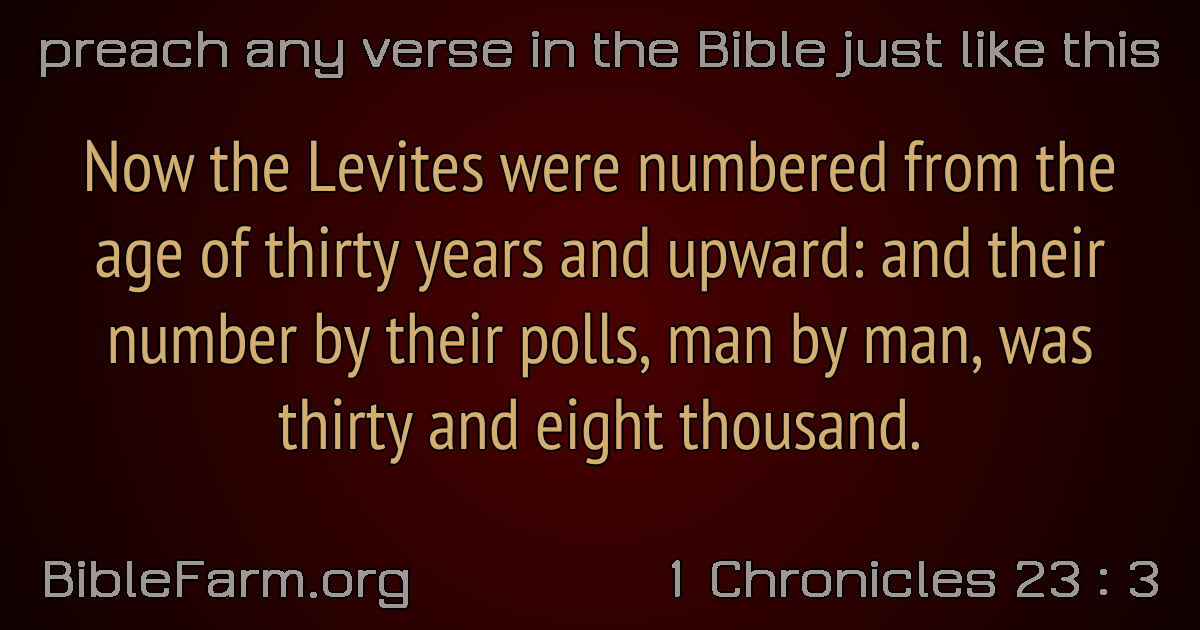 preach any verse in the Bible just like this
Now the Levites were numbered from the
age of thirty years and upward: and their
number by their polls, man by man, was
thirty and eight thousand.
BibleFarm.org
1 Chronicles 23 : 3